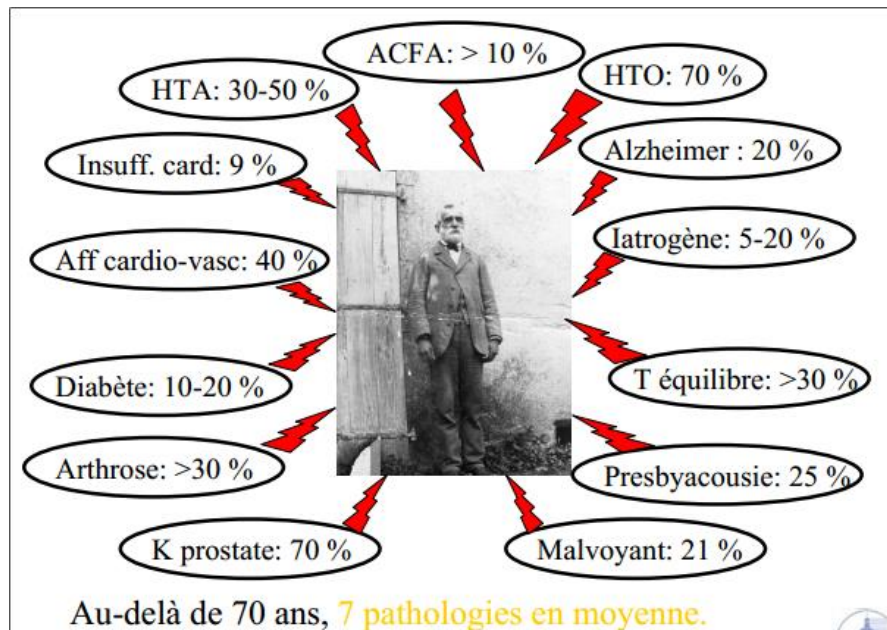 ACFA: > 10 %
HTA: 30-50 %
HTO: 70 %
Insuff. card: 9 %
Alzheimer : 20 %
Aff cardio-vasc: 40 %
Iatrogène: 5-20 %
Diabète: 10-20 %
T équilibre: >30 %
Arthrose: >30 %
Presbyacousie: 25 %
K prostate: 70 %
Malvoyant: 21 %
Au-delà de 70 ans, 7 pathologies en moyenne.